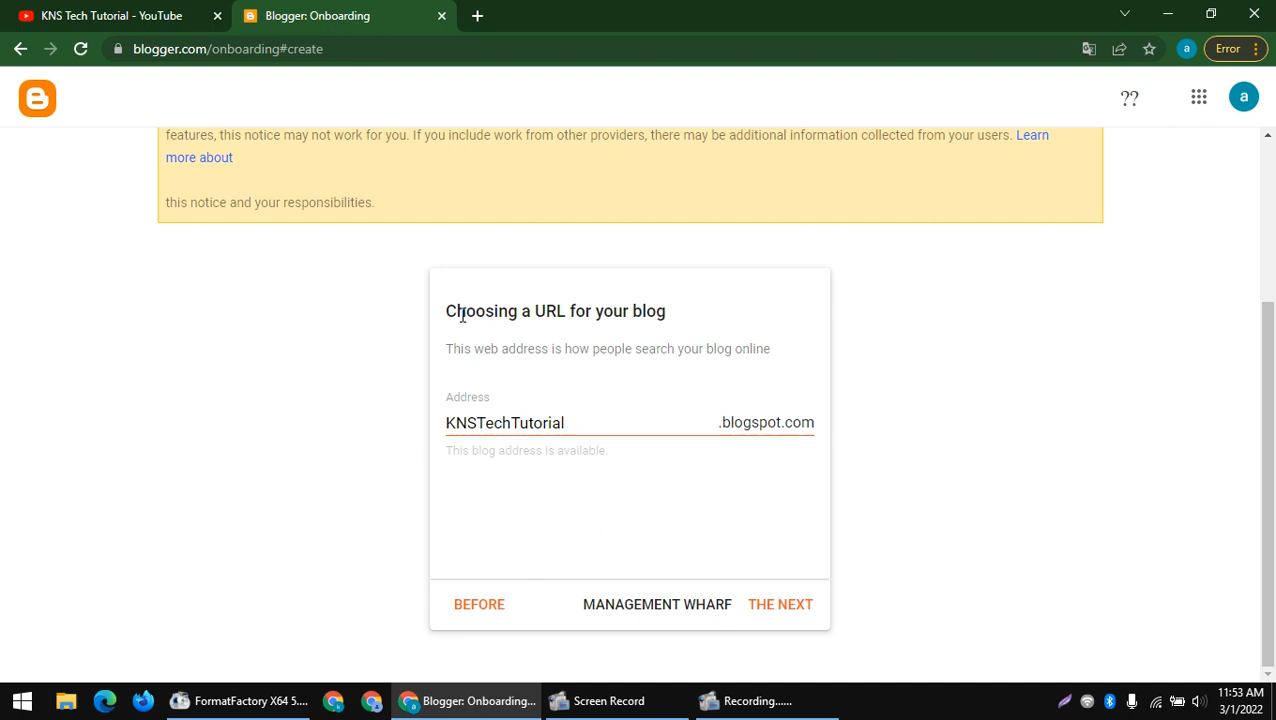 KNS Tech Tutorial - YouTube
Blogger: Onboarding
blogger.com/onboarding#create
a
Error
??
a
features, this notice may not work for you. If you include work from other providers, there may be additional information collected from your users. Learn
more about
this notice and your responsibilities.
Choosing a URL for your blog
This web address is how people search your blog online
Address
KNSTechTutorial
.blogspot.com
This blog address is available.
BEFORE
MANAGEMENT WHARF
THE NEXT
FormatFactory X64 5....
Blogger: Onboarding...
Screen Record
Recording......
11:53 AM
3/1/2022